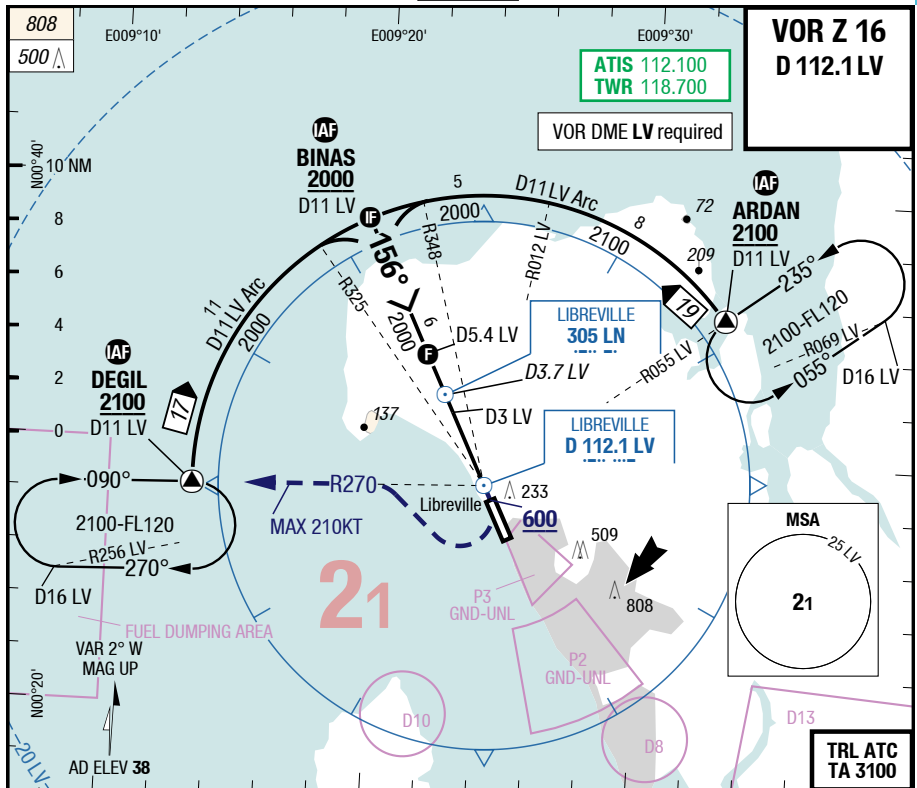 808
500
E009°10'
E009°20'
E009°30'
VOR Z 16
D 112.1 LV
ATIS 112.100
TWR 118.700
VOR DME LV required
N00°40'
10 NM
8
6
4
2
0
IAF
BINAS
2000
D11 LV
IF
5
D11 LV Arc
2000
8
2100
72
209
IAF
ARDAN
2100
D11 LV
19
235°
2100-FL120
R069 LV
055°
D16 LV
R055 LV
R012 LV
R348
R325
156°
6
2000
F
D5.4 LV
LIBREVILLE
305 LN
D3.7 LV
D3 LV
LIBREVILLE
D 112.1 LV
11
D11 LV Arc
2000
IAF
DEGIL
2100
D11 LV
17
137
090°
2100-FL120
R256 LV
270°
D16 LV
R270
MAX 210KT
Libreville
233
600
509
808
21
P3
GND-UNL
P2
GND-UNL
FUEL DUMPING AREA
VAR 2° W
MAG UP
AD ELEV 38
N00°20'
20 LV
D10
D8
D13
MSA
25 LV
21
TRL ATC
TA 3100